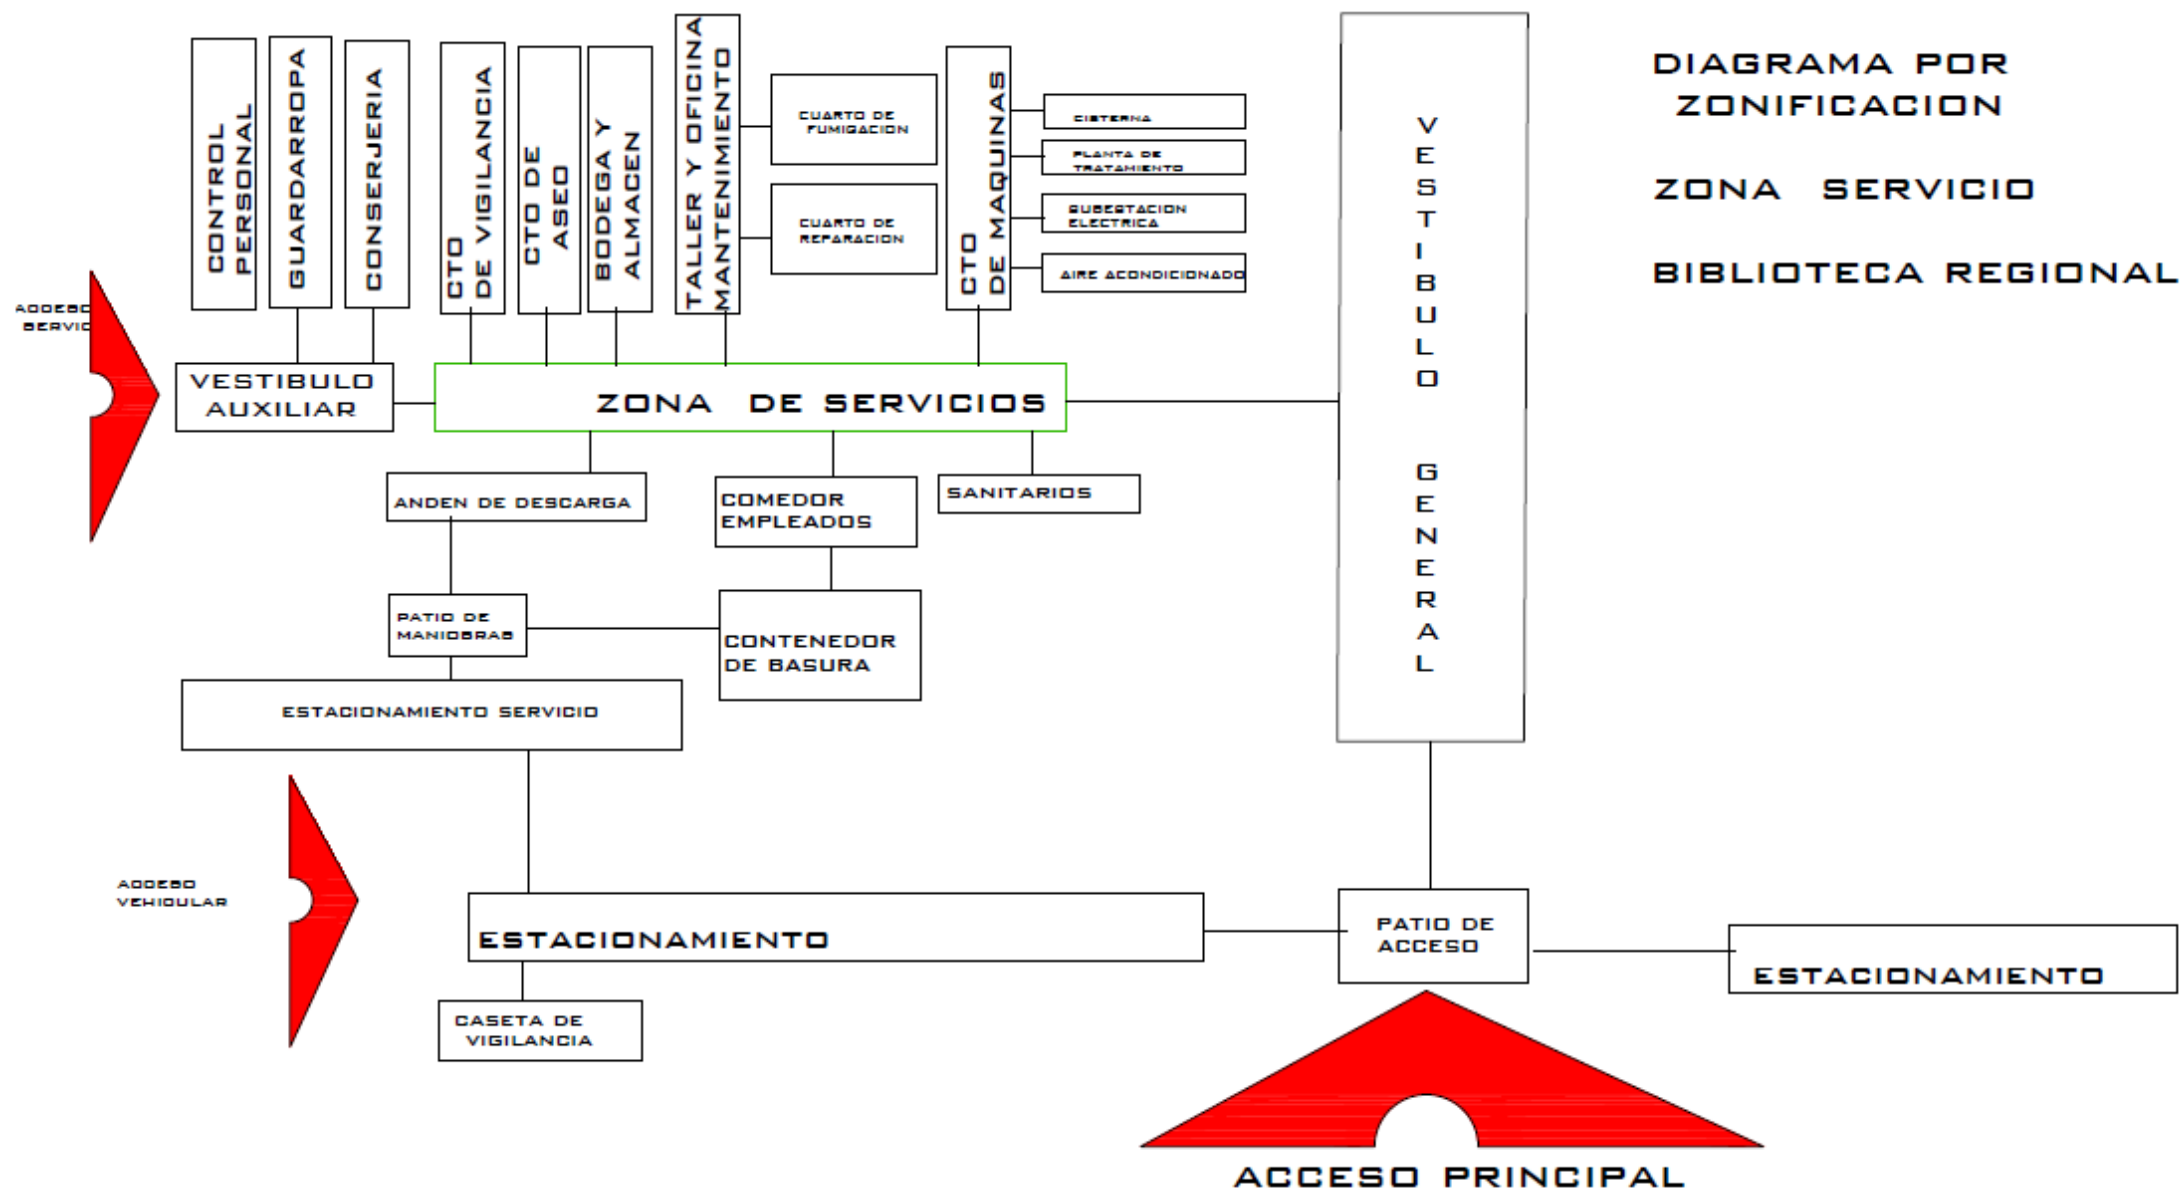 DIAGRAMA POR
ZONIFICACION
ZONA SERVICIO
BIBLIOTECA REGIONAL
CONTROL
PERSONAL
GUARDARROPA
CONSERJERIA
CTO
DE VIGILANCIA
CTO DE
ASEO
BODEGA Y
ALMACEN
TALLER Y OFICINA
MANTENIMIENTO
CUARTO DE
FUMIGACION
CUARTO DE
REPARACION
CTO
DE MAQUINAS
CISTERNA
PLANTA DE
TRATAMIENTO
SUBESTACION
ELECTRICA
AIRE ACONDICIONADO
VESTIBULO GENERAL
ACCESO
SERVIC
VESTIBULO
AUXILIAR
ZONA DE SERVICIOS
ANDEN DE DESCARGA
COMEDOR
EMPLEADOS
SANITARIOS
PATIO DE
MANIOBRAS
CONTENEDOR
DE BASURA
ESTACIONAMIENTO SERVICIO
ACCESO
VEHICULAR
ESTACIONAMIENTO
PATIO DE
ACCESO
ESTACIONAMIENTO
CASETA DE
VIGILANCIA
ACCESO PRINCIPAL